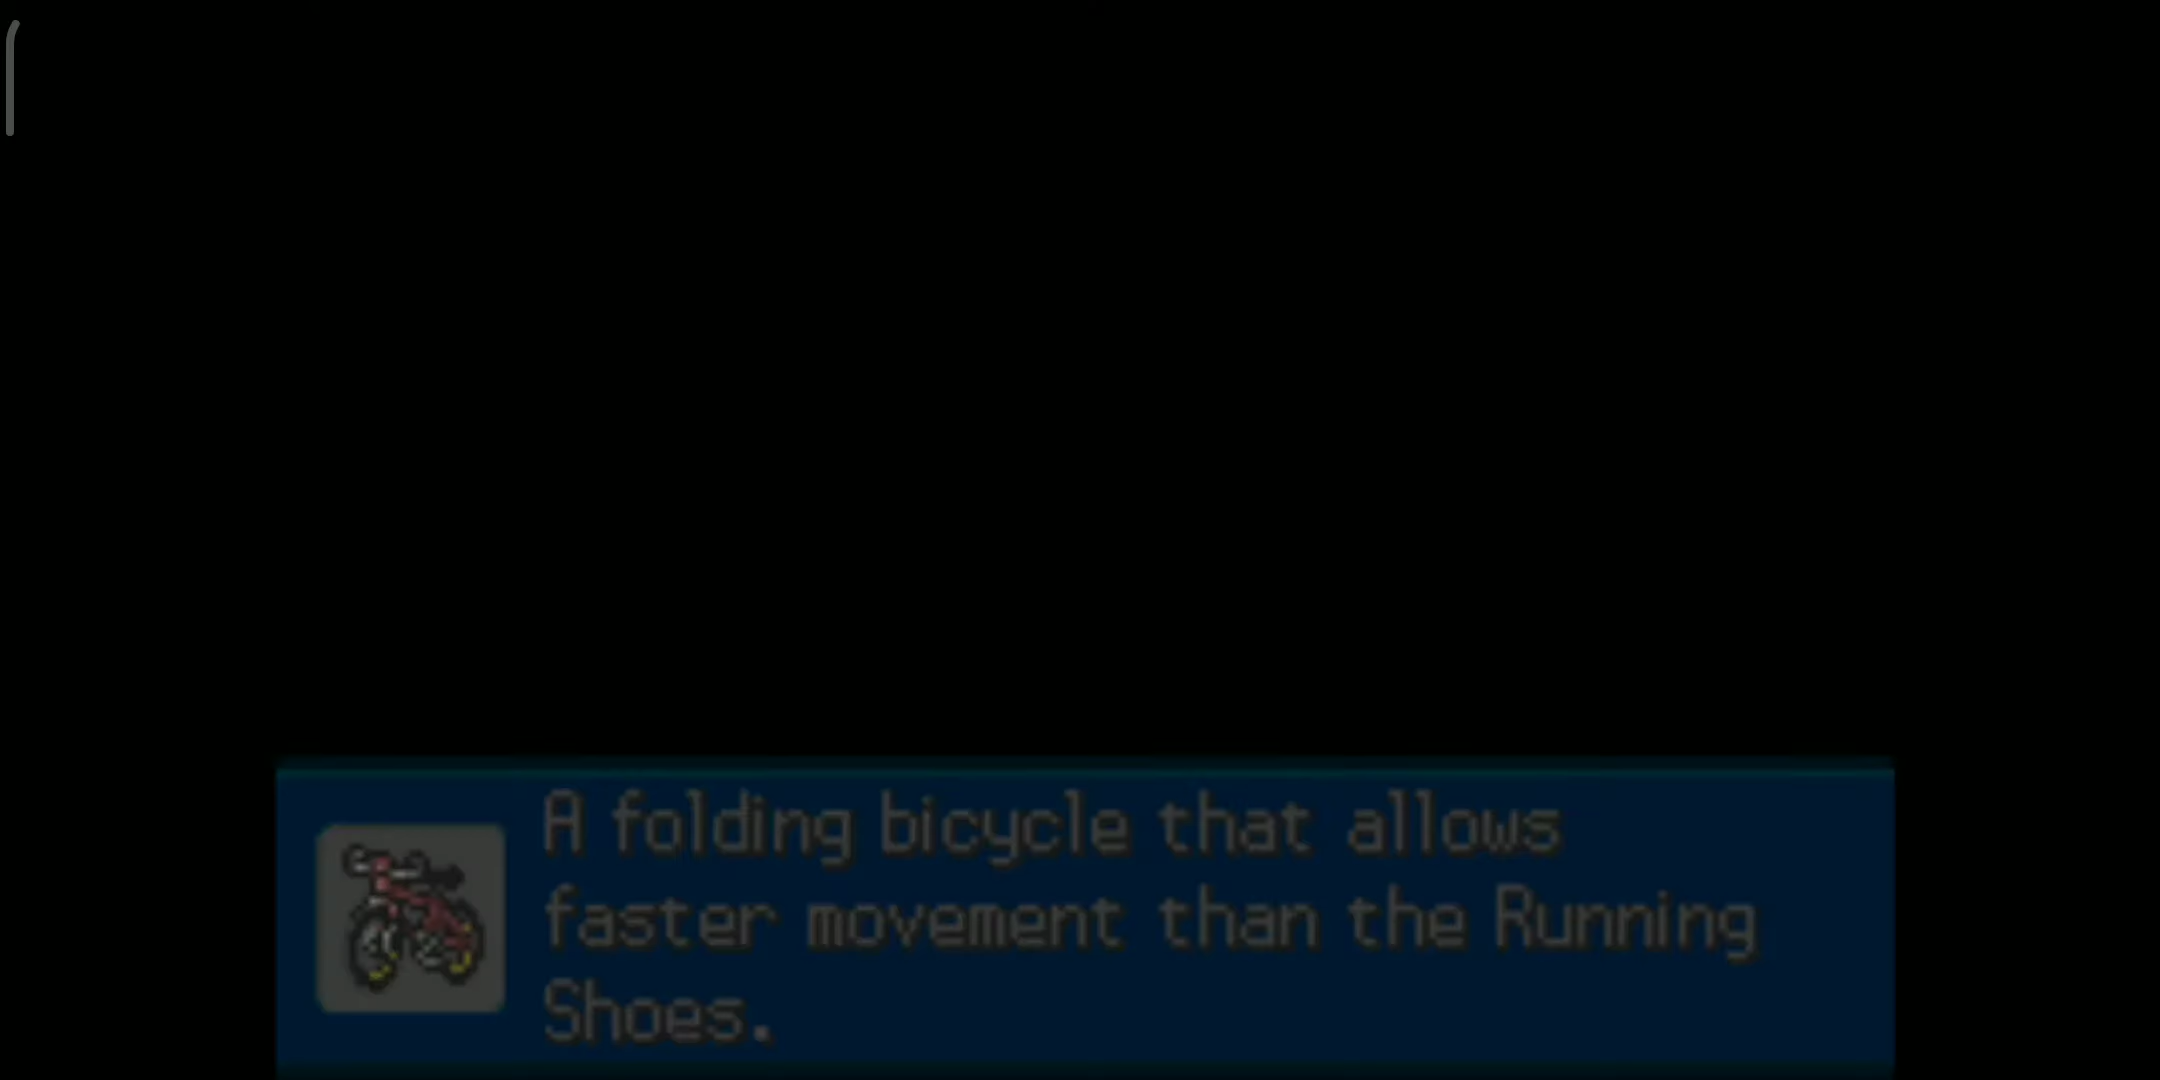 A folding bicycle that allows
faster movement than the Running
Shoes.